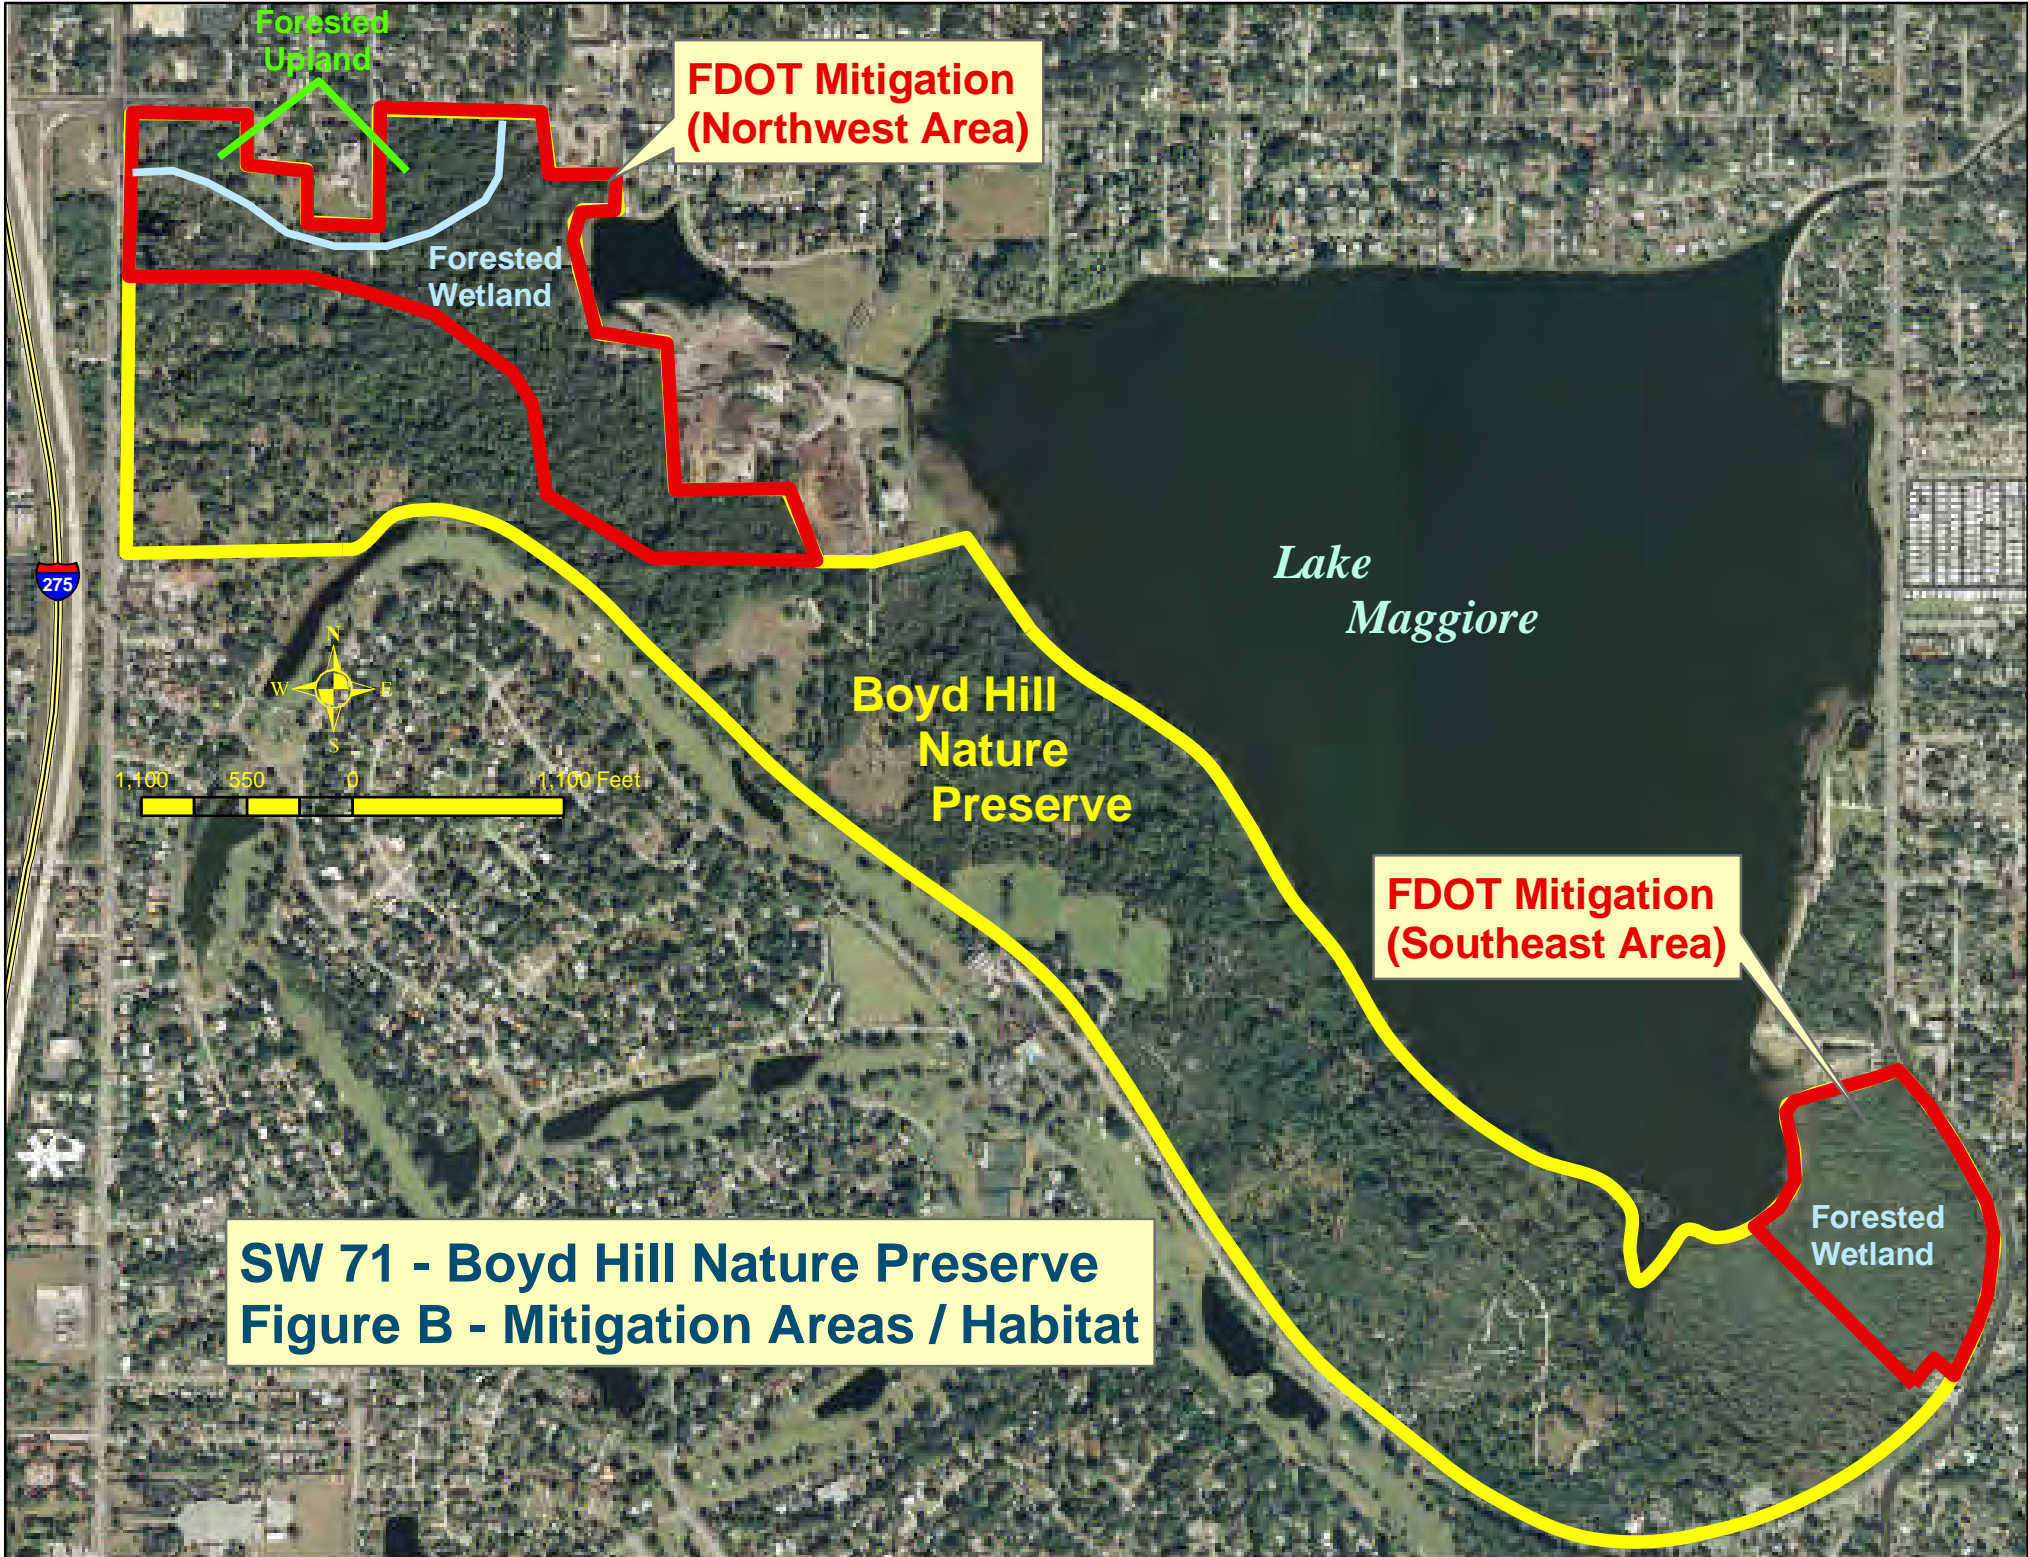 Forested
Upland
FDOT Mitigation
(Northwest Area)
Forested
Wetland
Lake
Maggiore
275
N
W
E
S
1,100 550 0 1,100 Feet
Boyd Hill
Nature
Preserve
FDOT Mitigation
(Southeast Area)
Forested
Wetland
SW 71 - Boyd Hill Nature Preserve
Figure B - Mitigation Areas / Habitat